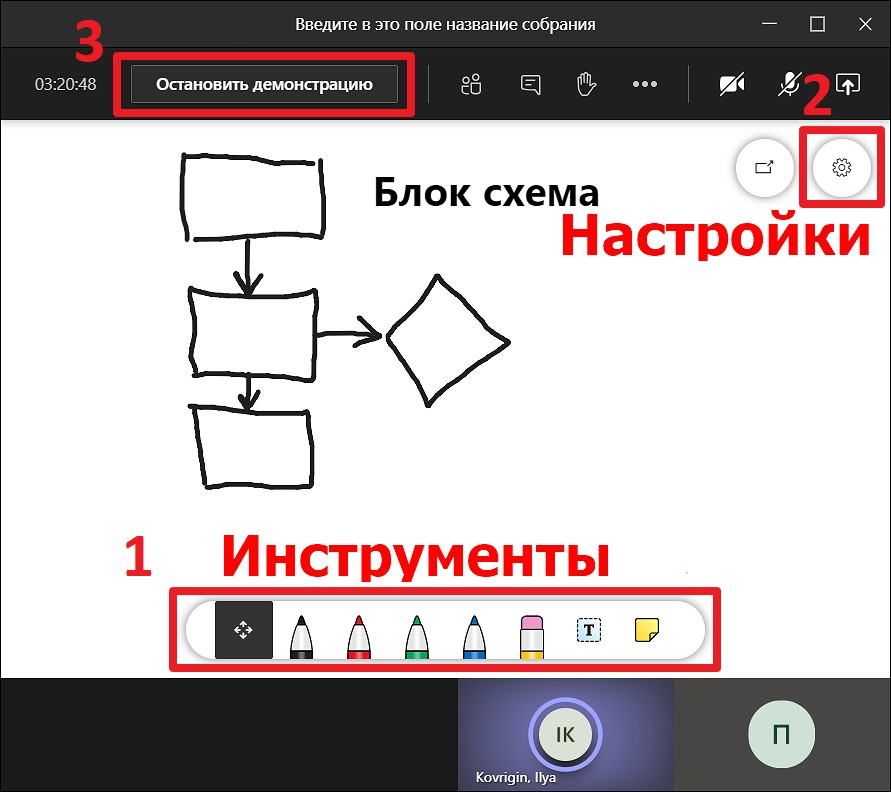 Введите в это поле название собрания
3
03:20:48
Остановить демонстрацию
2
Блок схема
Настройки
1
Инструменты
T
IK
П
Kovrigin, Ilya